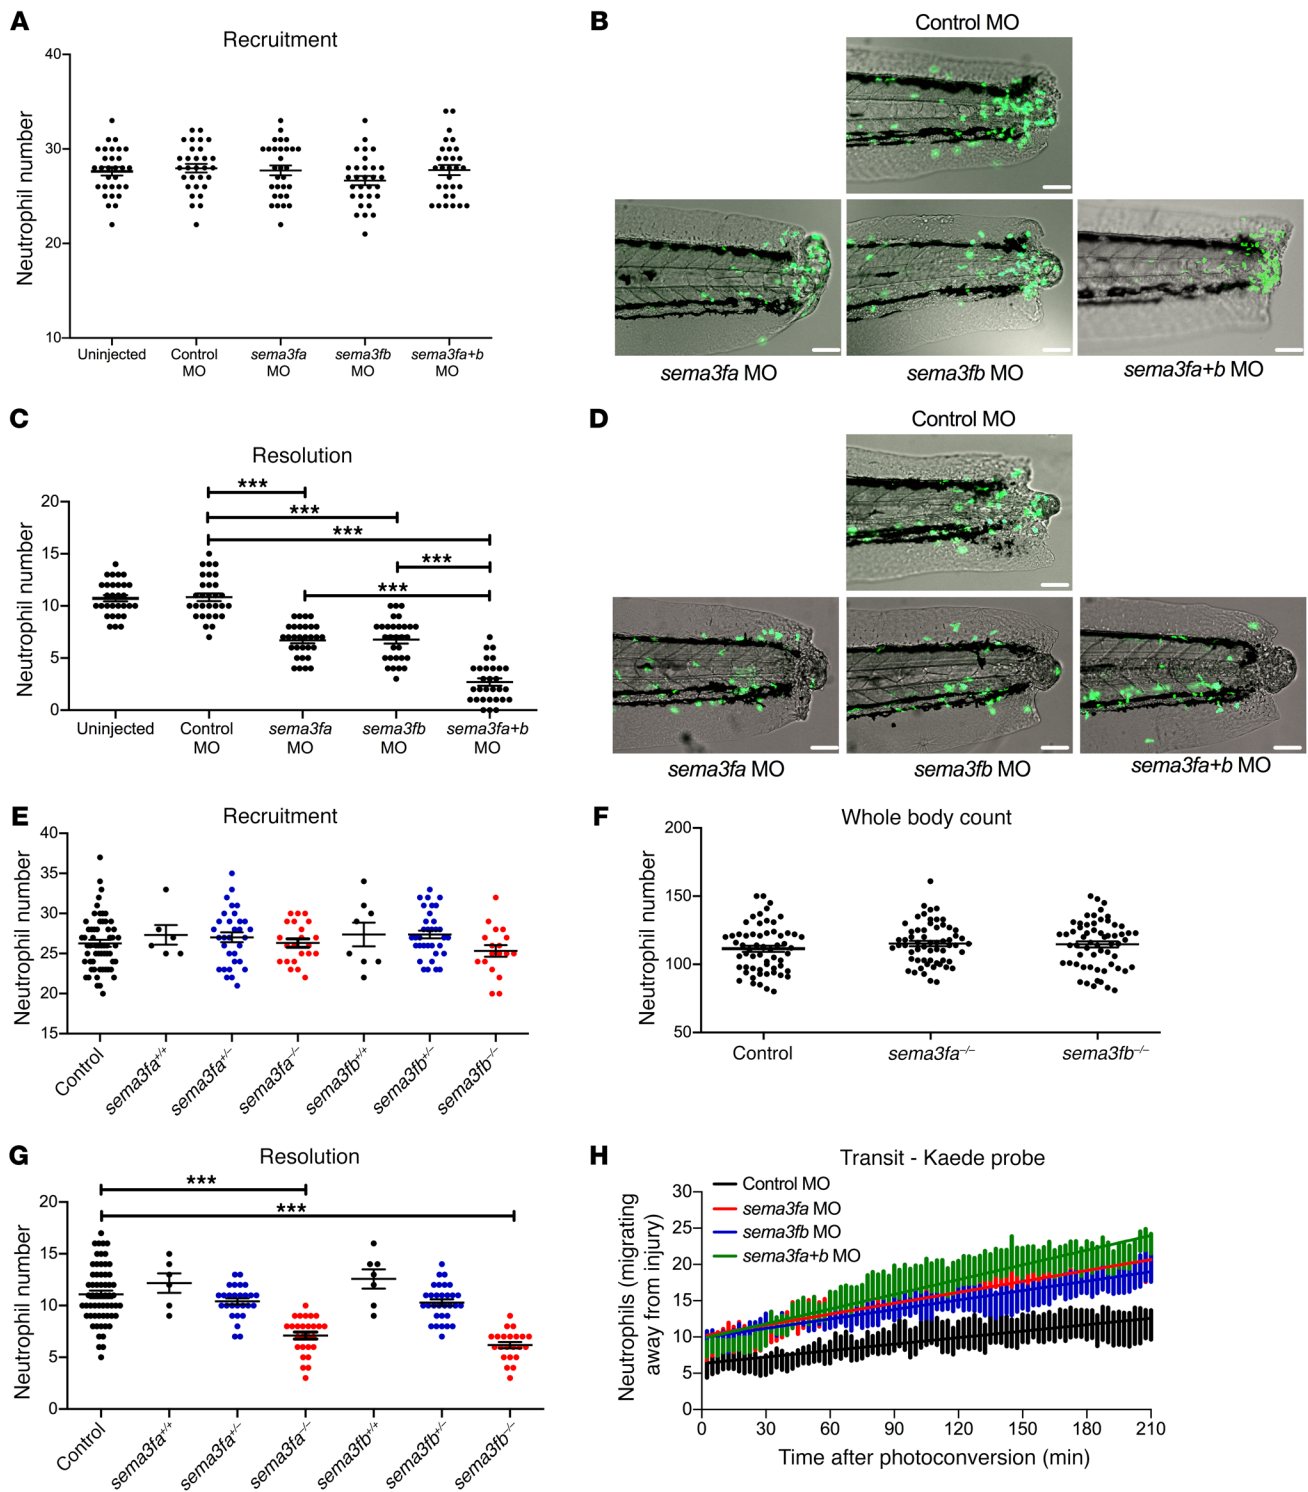 A
Recruitment
Neutrophil number
40
30
20
10
Uninjected
Control
MO
sema3fa
MO
sema3fb
MO
sema3fa+b
MO
B
Control MO
sema3fa MO
sema3fb MO
sema3fa+b MO
C
Resolution
Neutrophil number
20
15
10
5
0
***
***
***
***
***
Uninjected
Control
MO
sema3fa
MO
sema3fb
MO
sema3fa+b
MO
D
Control MO
sema3fa MO
sema3fb MO
sema3fa+b MO
E
Recruitment
Neutrophil number
40
35
30
25
20
15
Control
sema3fa+/+
sema3fa+/–
sema3fa–/–
sema3fb+/+
sema3fb+/–
sema3fb–/–
F
Whole body count
Neutrophil number
200
150
100
50
Control
sema3fa–/–
sema3fb–/–
G
Resolution
Neutrophil number
20
15
10
5
0
***
***
Control
sema3fa+/+
sema3fa+/–
sema3fa–/–
sema3fb+/+
sema3fb+/–
sema3fb–/–
H
Transit - Kaede probe
Neutrophils (migrating
away from injury)
30
25
20
15
10
5
0
Control MO
sema3fa MO
sema3fb MO
sema3fa+b MO
0 30 60 90 120 150 180 210
Time after photoconversion (min)